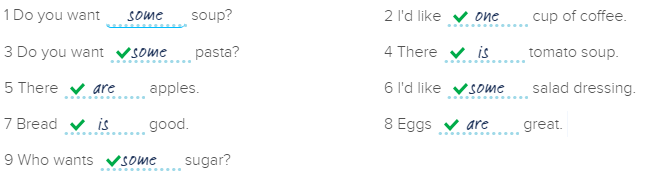 1 Do you want some soup? 2 I'd like one cup of coffee.
3 Do you want some pasta? 4 There is tomato soup.
5 There are apples. 6 I'd like some salad dressing.
7 Bread is good. 8 Eggs are great.
9 Who wants some sugar?